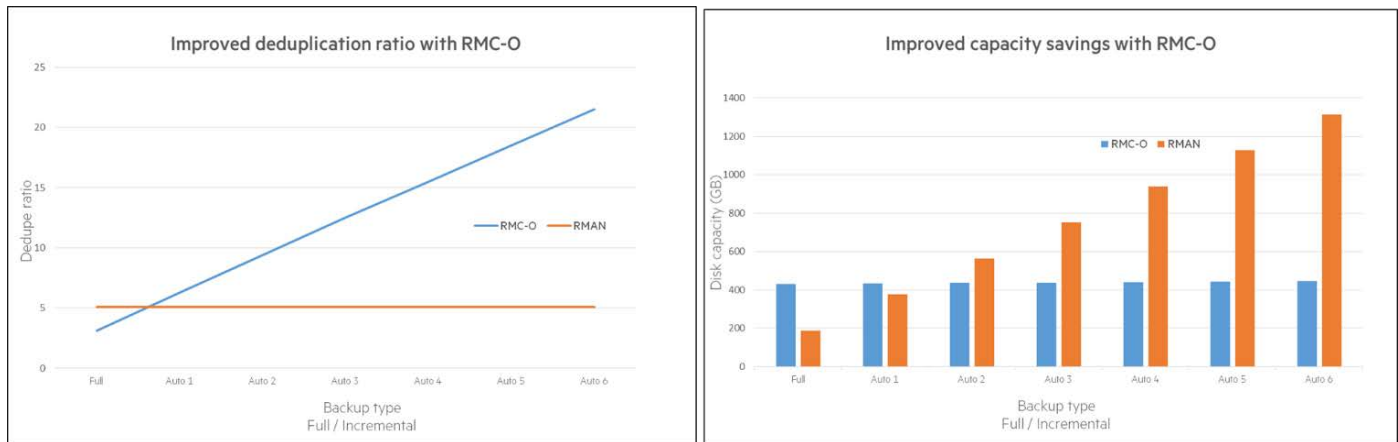 Improved deduplication ratio with RMC-O
25
20
15
10
5
0
Dedupe ratio
RMC-O
RMAN
Full
Auto 1
Auto 2
Auto 3
Auto 4
Auto 5
Auto 6
Backup type
Full / Incremental
Improved capacity savings with RMC-O
1400
1200
1000
800
600
400
200
0
Disk capacity (GB)
RMC-O
RMAN
Full
Auto 1
Auto 2
Auto 3
Auto 4
Auto 5
Auto 6
Backup type
Full / Incremental